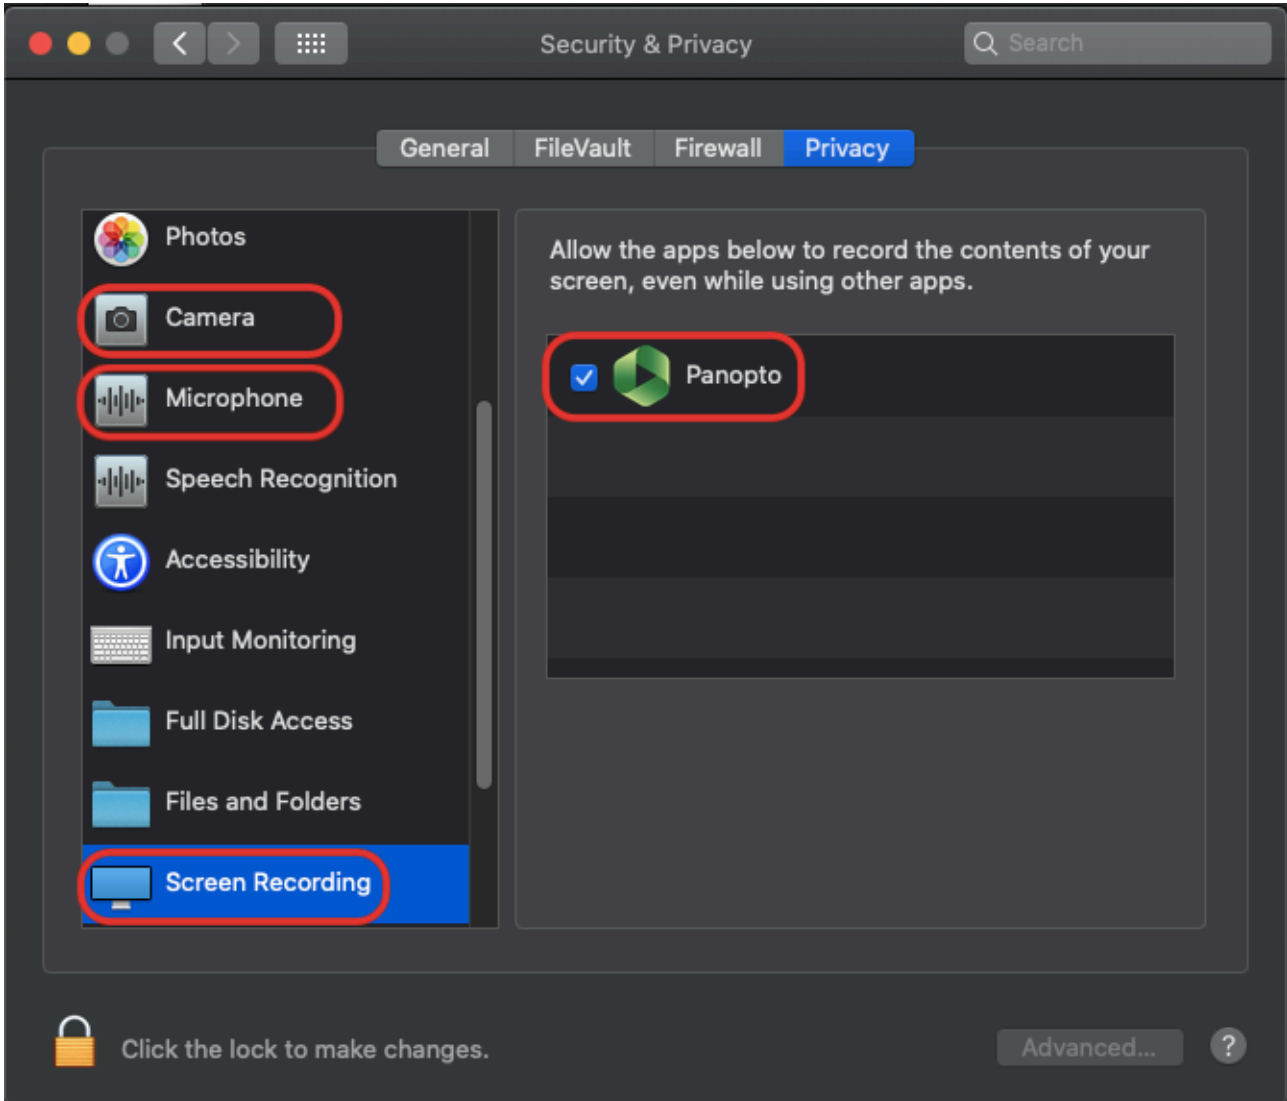 Security & Privacy
Search
General
FileVault
Firewall
Privacy
Photos
Camera
Microphone
Speech Recognition
Accessibility
Input Monitoring
Full Disk Access
Files and Folders
Screen Recording
Allow the apps below to record the contents of your
screen, even while using other apps.
Panopto
Click the lock to make changes.
Advanced...
?